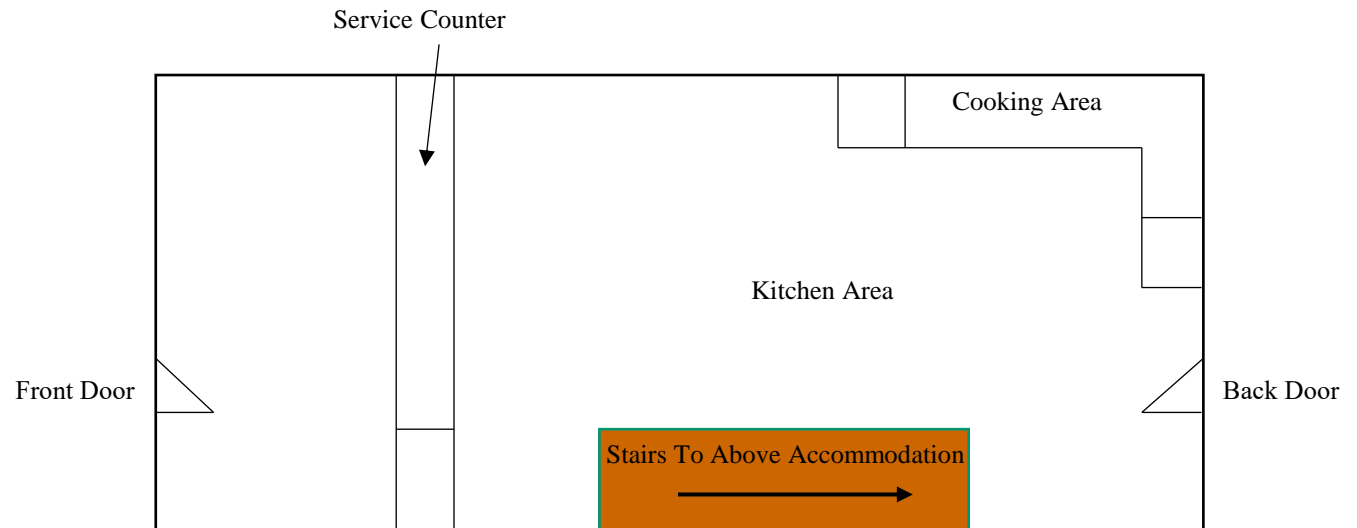 Service Counter
Cooking Area
Kitchen Area
Front Door
Back Door
Stairs To Above Accommodation